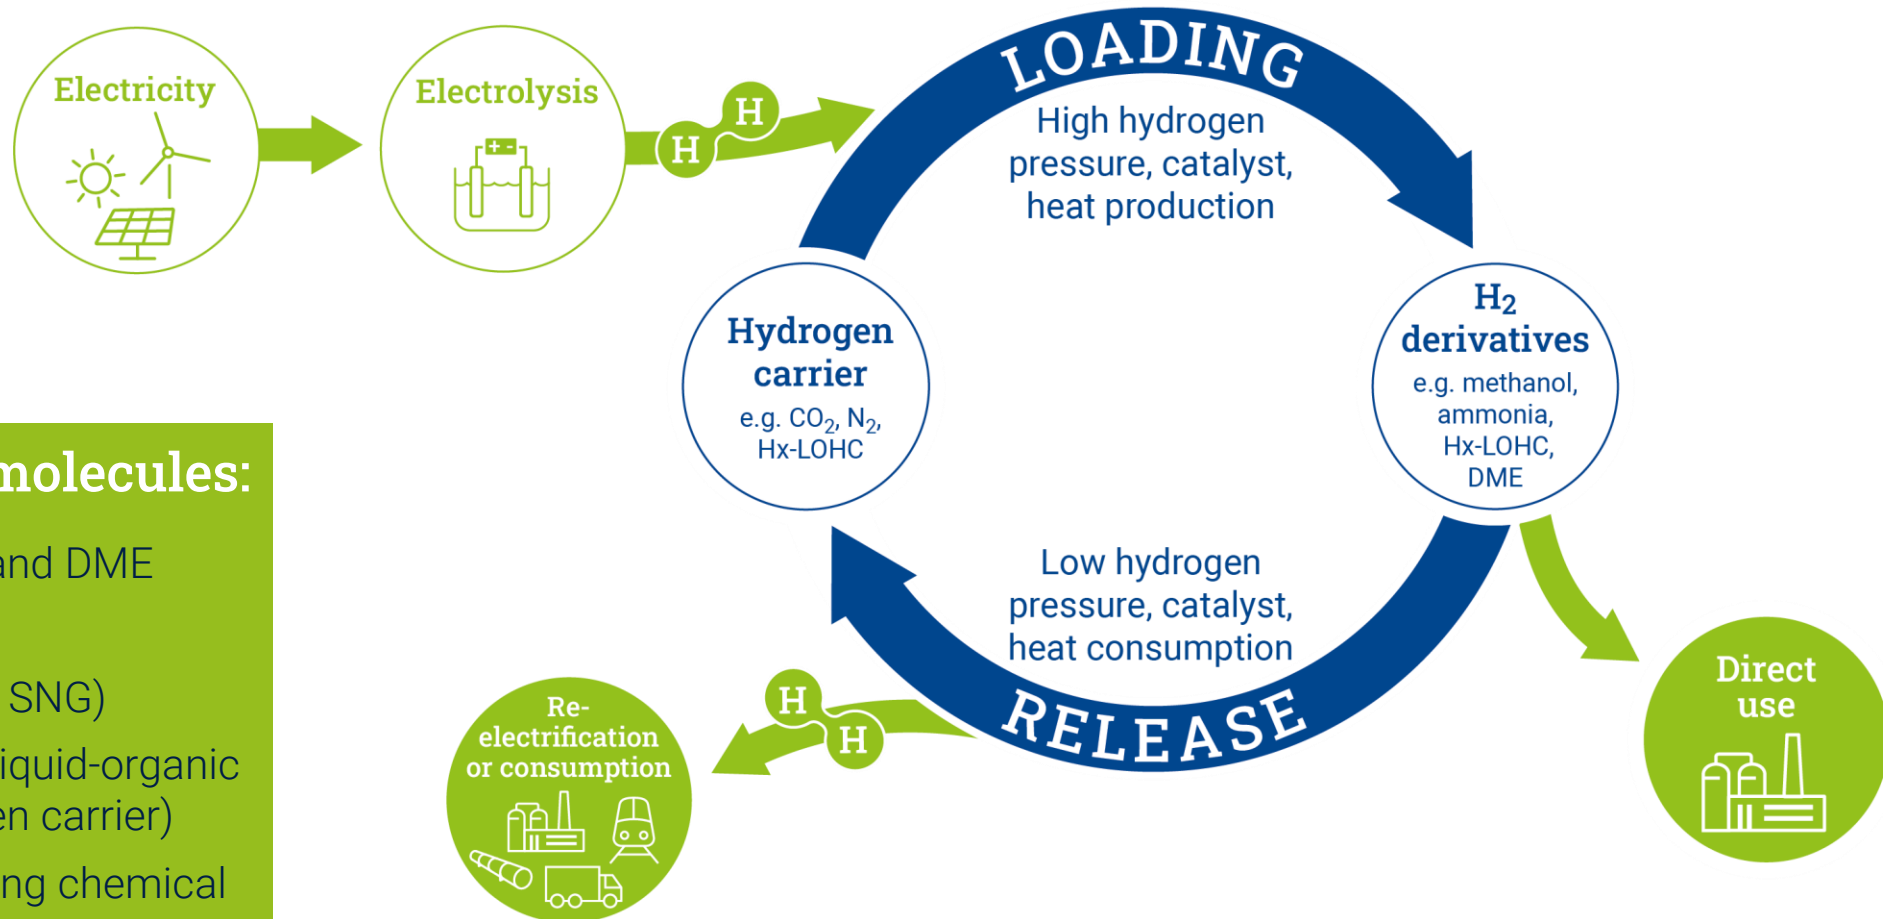 Electricity
Electrolysis
+ -
H
H
LOADING
High hydrogen
pressure, catalyst,
heat production
Hydrogen
carrier
e.g. CO₂, N₂,
Hx-LOHC
H₂
derivatives
e.g. methanol,
ammonia,
Hx-LOHC,
DME
Low hydrogen
pressure, catalyst,
heat consumption
RELEASE
H
H
Re-
electrification
or consumption
Direct
use
molecules:
and DME
SNG)
iquid-organic
en carrier)
ng chemical